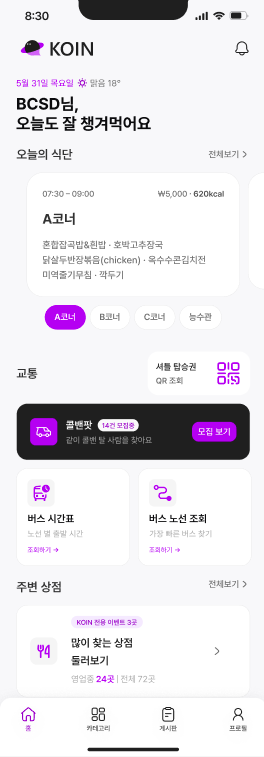 8:30
KOIN
5월 31일 목요일 맑음 18°
BCSD님,
오늘도 잘 챙겨먹어요
오늘의 식단 전체보기 >
07:30 – 09:00 ₩5,000 · 620kcal
A코너
혼합잡곡밥&흰밥 · 호박고추장국
닭살두반장볶음(chicken) · 옥수수콘김치전
미역줄기무침 · 깍두기
A코너 B코너 C코너 능수관
교통
셔틀 탑승권
QR 조회
콜밴팟 14건 모집중
같이 콜밴 탈 사람을 찾아요
모집 보기
버스 시간표
노선 별 출발 시간
조회하기 →
버스 노선 조회
가장 빠른 버스 찾기
조회하기 →
주변 상점 전체보기 >
KOIN 전용 이벤트 3곳
많이 찾는 상점
둘러보기
영업중 24곳 | 전체 72곳
홈 카테고리 게시판 프로필